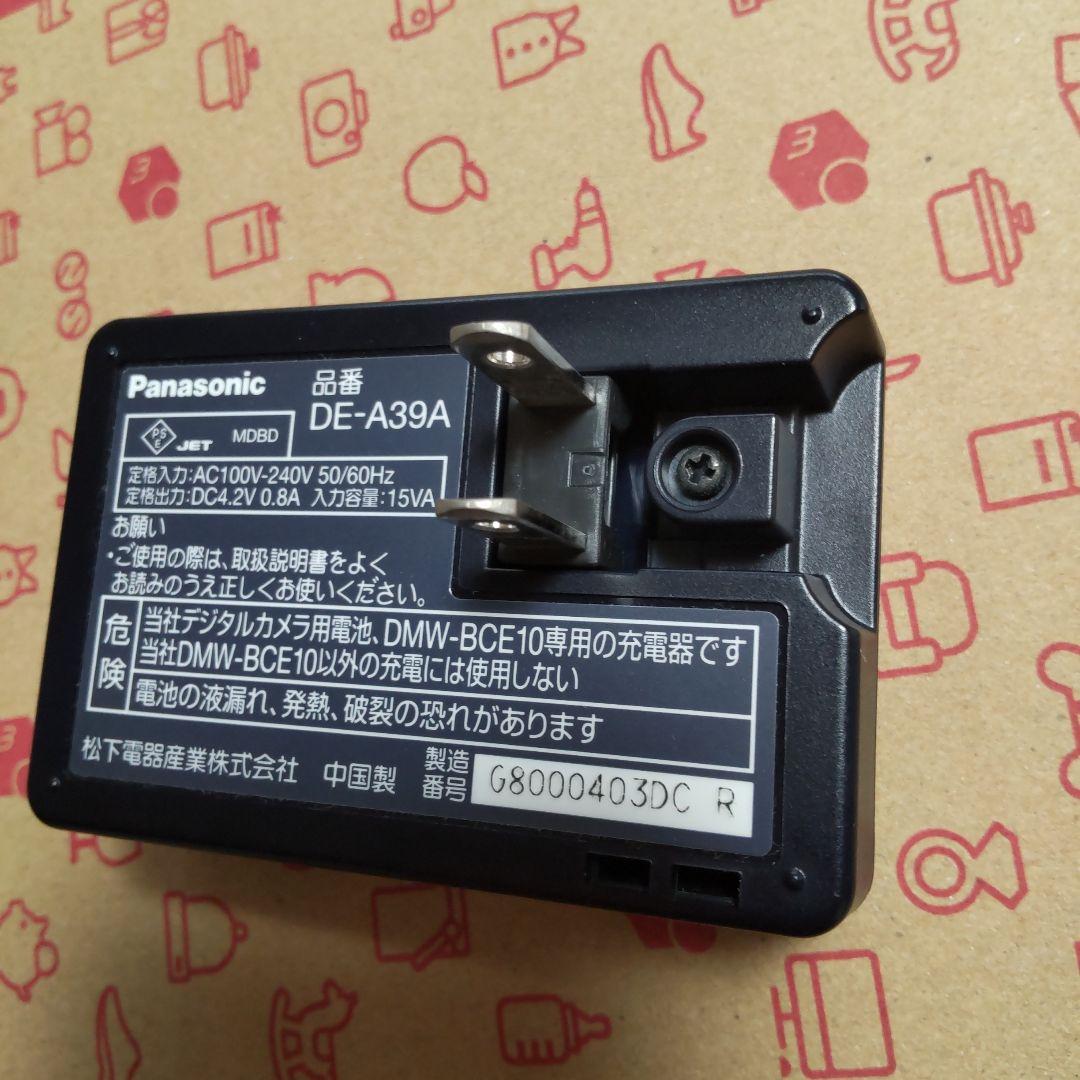 Panasonic
品番
DE-A39A
PS
E
JET
MDBD
定格入力:AC100V-240V 50/60Hz
定格出力:DC4.2V 0.8A 入力容量:15VA
お願い
・ご使用の際は、取扱説明書をよく
お読みのうえ正しくお使いください。
危険
当社デジタルカメラ用電池、DMW-BCE10専用の充電器です
当社DMW-BCE10以外の充電には使用しない
電池の液漏れ、発熱、破裂の恐れがあります
松下電器産業株式会社 中国製
製造番号
G8000403DC R